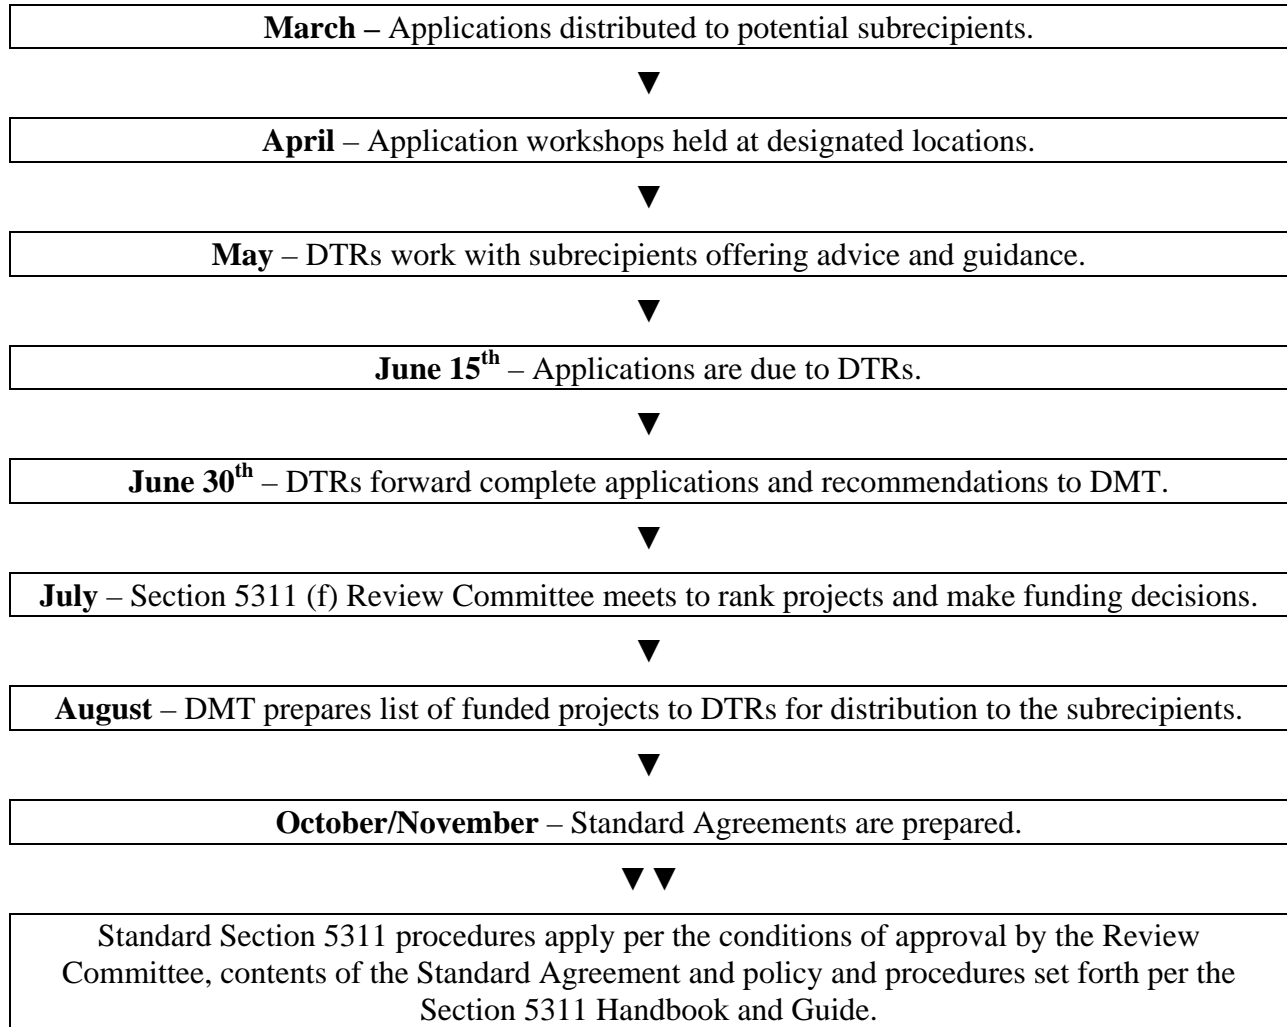 March – Applications distributed to potential subrecipients.
▼
April – Application workshops held at designated locations.
▼
May – DTRs work with subrecipients offering advice and guidance.
▼
June 15th – Applications are due to DTRs.
▼
June 30th – DTRs forward complete applications and recommendations to DMT.
▼
July – Section 5311 (f) Review Committee meets to rank projects and make funding decisions.
▼
August – DMT prepares list of funded projects to DTRs for distribution to the subrecipients.
▼
October/November – Standard Agreements are prepared.
▼ ▼
Standard Section 5311 procedures apply per the conditions of approval by the Review
Committee, contents of the Standard Agreement and policy and procedures set forth per the
Section 5311 Handbook and Guide.